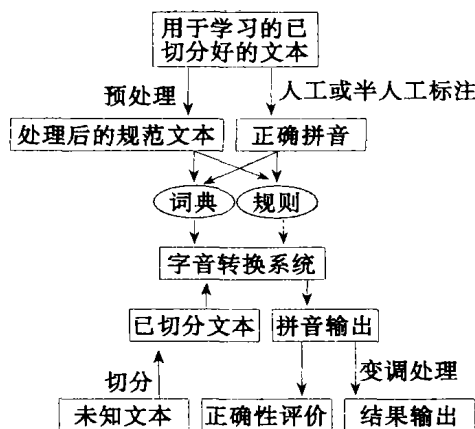 用于学习的已
切分好的文本
预处理
人工或半人工标注
处理后的规范文本
正确拼音
词典
规则
字音转换系统
已切分文本
拼音输出
切分
变调处理
未知文本
正确性评价
结果输出